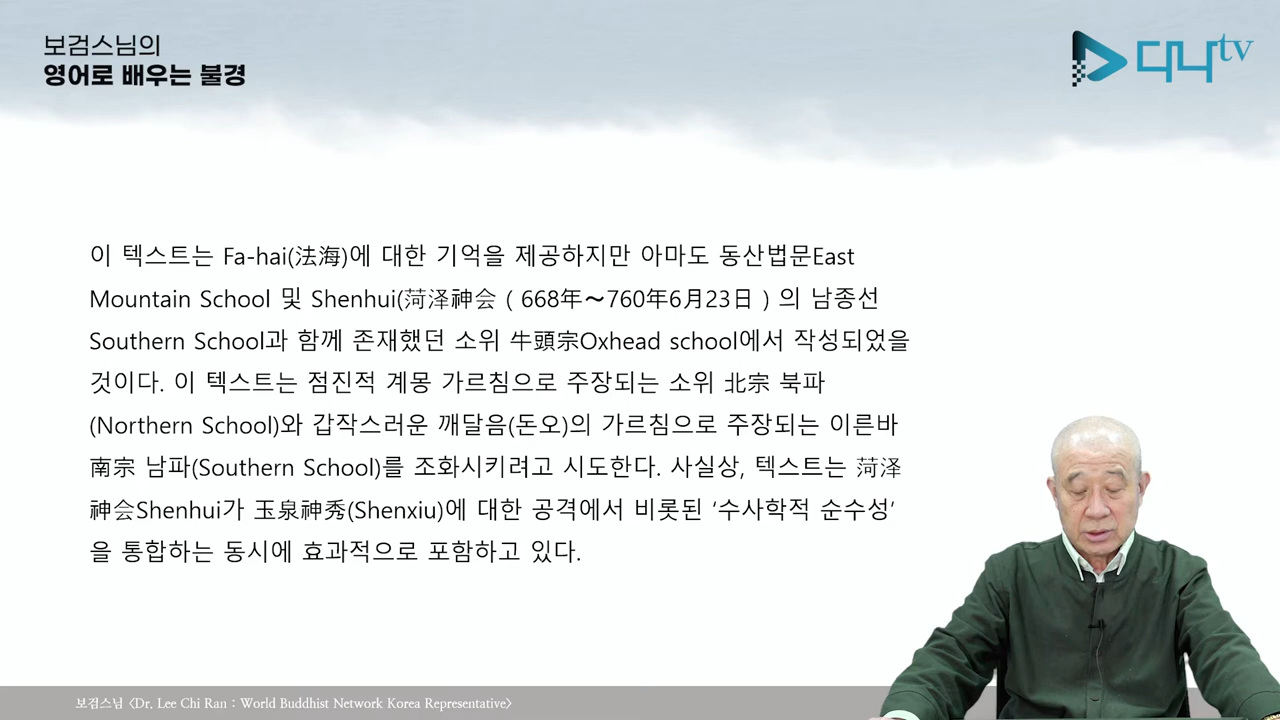 보검스님의
영어로 배우는 불경
디나tv
이 텍스트는 Fa-hai(法海)에 대한 기억을 제공하지만 아마도 동산법문East
Mountain School 및 Shenhui(菏泽神会 ( 668年～760年6月23日 ) 의 남종선
Southern School과 함께 존재했던 소위 牛頭宗Oxhead school에서 작성되었을
것이다. 이 텍스트는 점진적 계몽 가르침으로 주장되는 소위 北宗 북파
(Northern School)와 갑작스러운 깨달음(돈오)의 가르침으로 주장되는 이른바
南宗 남파(Southern School)를 조화시키려고 시도한다. 사실상, 텍스트는 菏泽
神会Shenhui가 玉泉神秀(Shenxiu)에 대한 공격에서 비롯된 ‘수사학적 순수성’
을 통합하는 동시에 효과적으로 포함하고 있다.
보검스님 <Dr. Lee Chi Ran : World Buddhist Network Korea Representative>